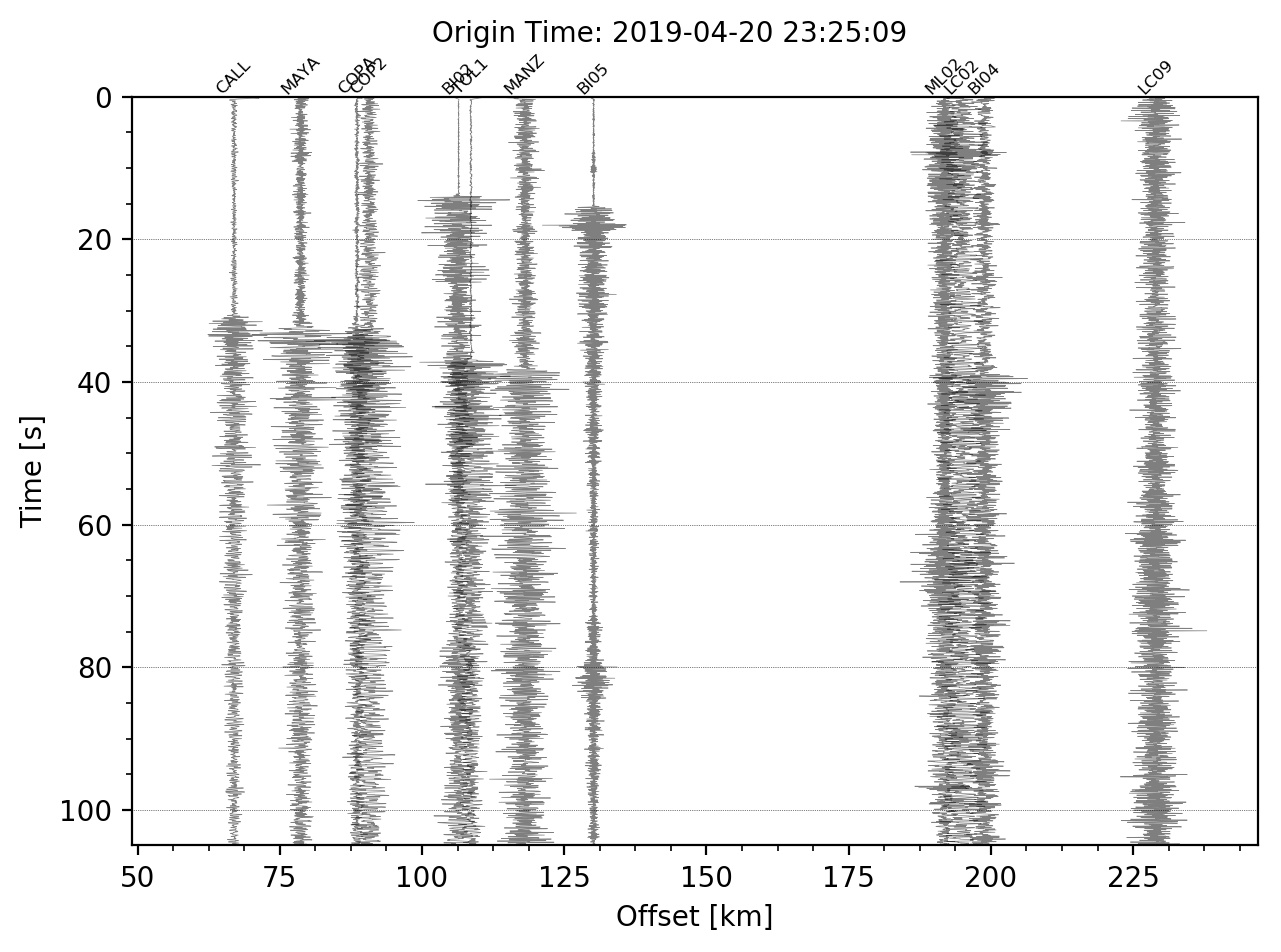 Origin Time: 2019-04-20 23:25:09
CALL MAYA COPA COP2 BI02 TOL1 MANZ BI05 ML02 LC02 BI04 LC09
0
20
40
60
80
100
Time [s]
50 75 100 125 150 175 200 225
Offset [km]